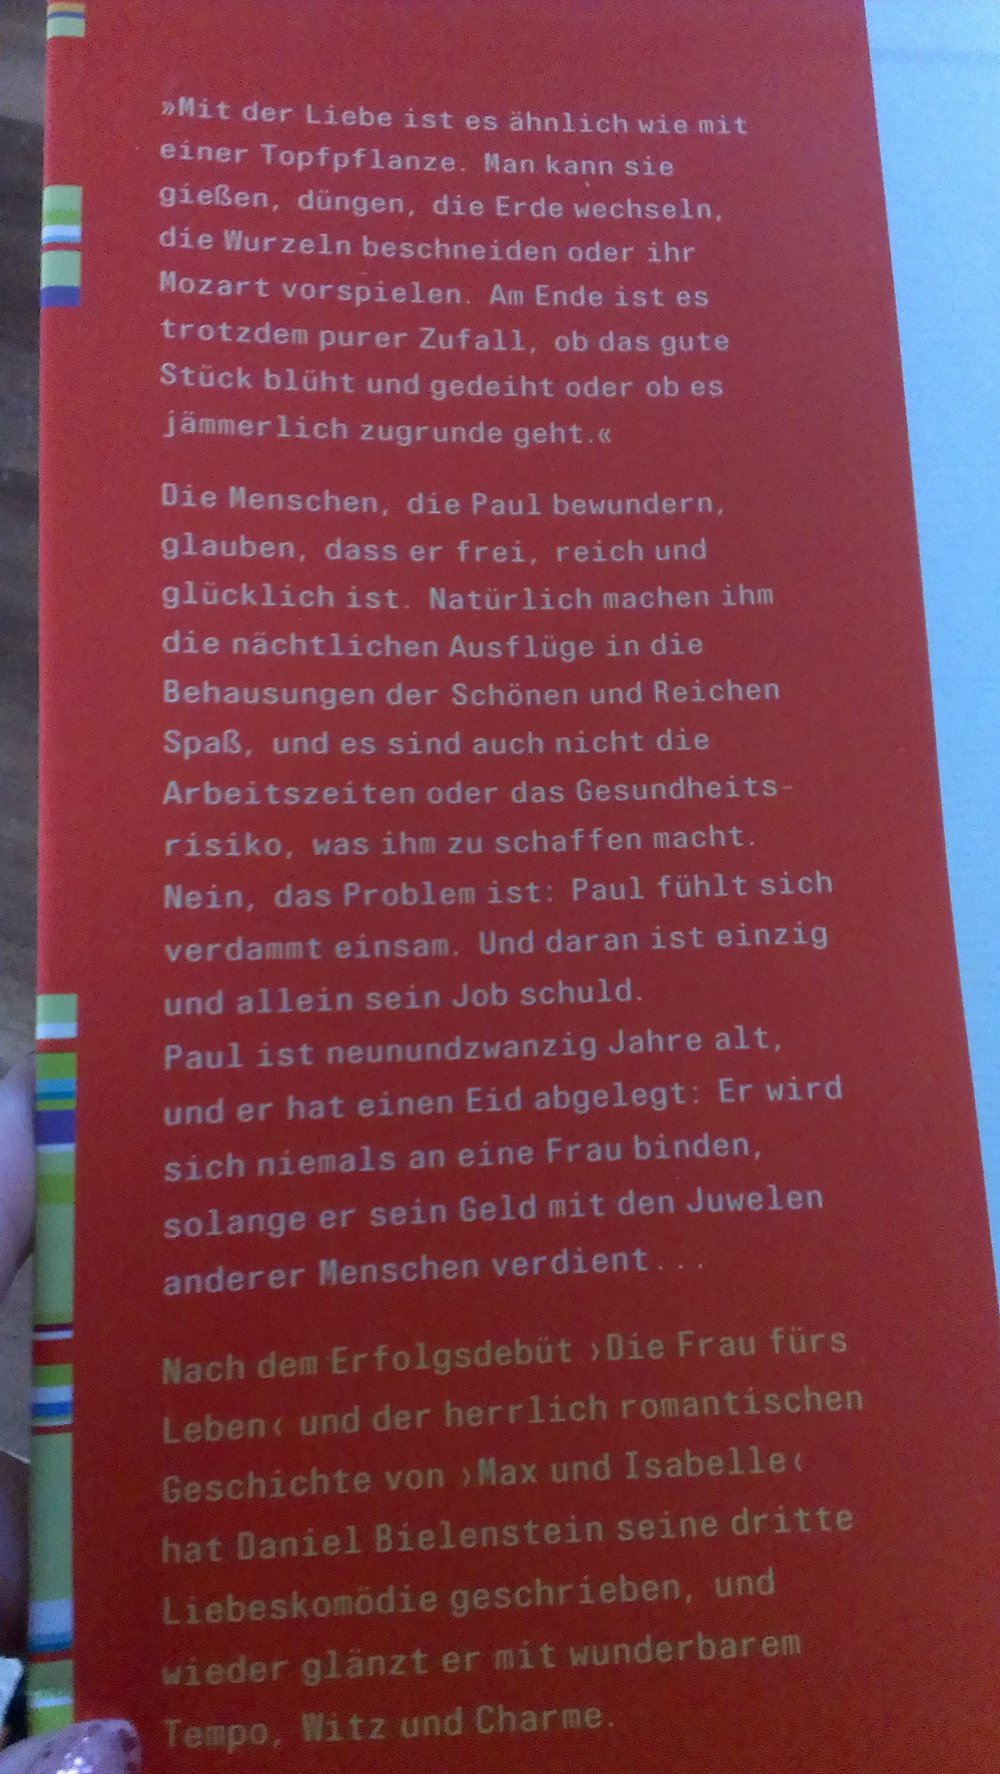 »Mit der Liebe ist es ähnlich wie mit
einer Topfpflanze. Man kann sie
gießen, düngen, die Erde wechseln,
die Wurzeln beschneiden oder ihr
Mozart vorspielen. Am Ende ist es
trotzdem purer Zufall, ob das gute
Stück blüht und gedeiht oder ob es
jämmerlich zugrunde geht.«
Die Menschen, die Paul bewundern,
glauben, dass er frei, reich und
glücklich ist. Natürlich machen ihm
die nächtlichen Ausflüge in die
Behausungen der Schönen und Reichen
Spaß, und es sind auch nicht die
Arbeitszeiten oder das Gesundheits-
risiko, was ihm zu schaffen macht.
Nein, das Problem ist: Paul fühlt sich
verdammt einsam. Und daran ist einzig
und allein sein Job schuld.
Paul ist neunundzwanzig Jahre alt,
und er hat einen Eid abgelegt: Er wird
sich niemals an eine Frau binden,
solange er sein Geld mit den Juwelen
anderer Menschen verdient...
Nach dem Erfolgsdebüt ›Die Frau fürs
Leben‹ und der herrlich romantischen
Geschichte von ›Max und Isabelle‹
hat Daniel Bielenstein seine dritte
Liebeskomödie geschrieben, und
wieder glänzt er mit wunderbarem
Tempo, Witz und Charme.